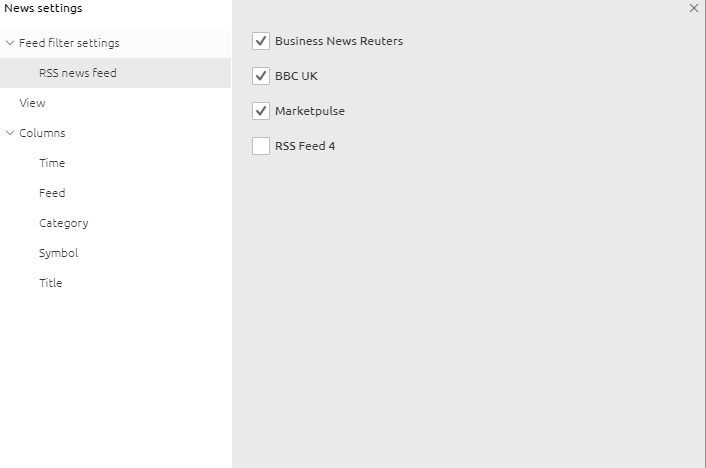 News settings
Feed filter settings
RSS news feed
View
Columns
Time
Feed
Category
Symbol
Title
Business News Reuters
BBC UK
Marketpulse
RSS Feed 4